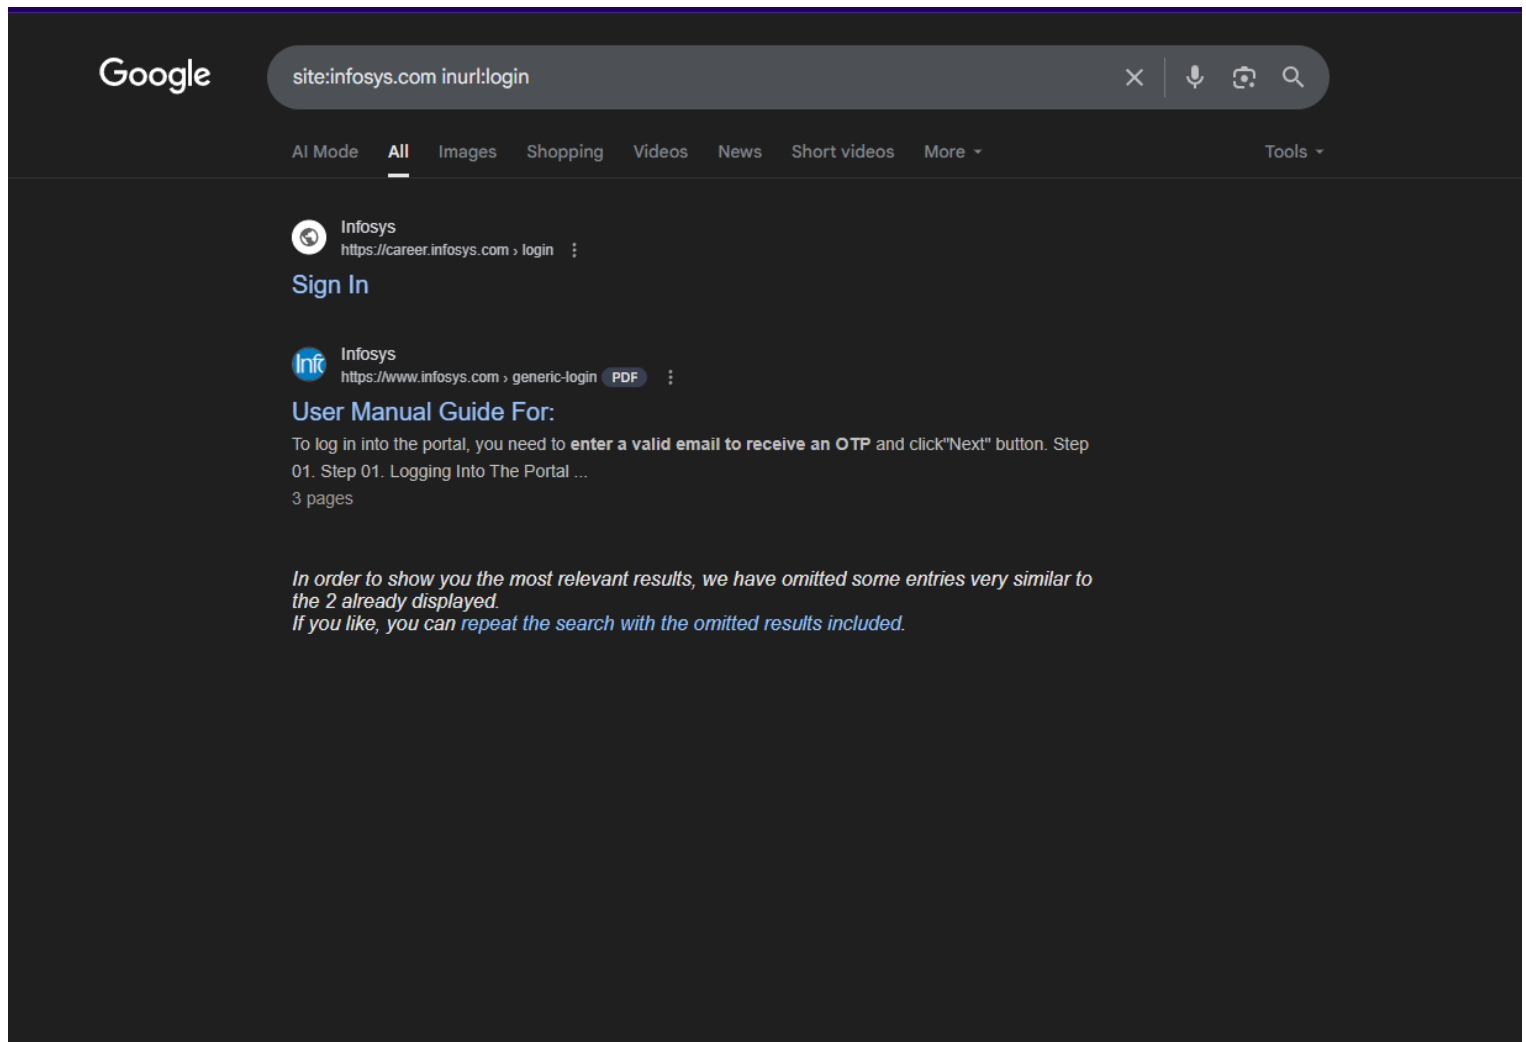 Google
site:infosys.com inurl:login
AI Mode All Images Shopping Videos News Short videos More Tools
Infosys
https://career.infosys.com › login
Sign In
Info
Infosys
https://www.infosys.com › generic-login PDF
User Manual Guide For:
To log in into the portal, you need to enter a valid email to receive an OTP and click"Next" button. Step
01. Step 01. Logging Into The Portal ...
3 pages
In order to show you the most relevant results, we have omitted some entries very similar to
the 2 already displayed.
If you like, you can repeat the search with the omitted results included.